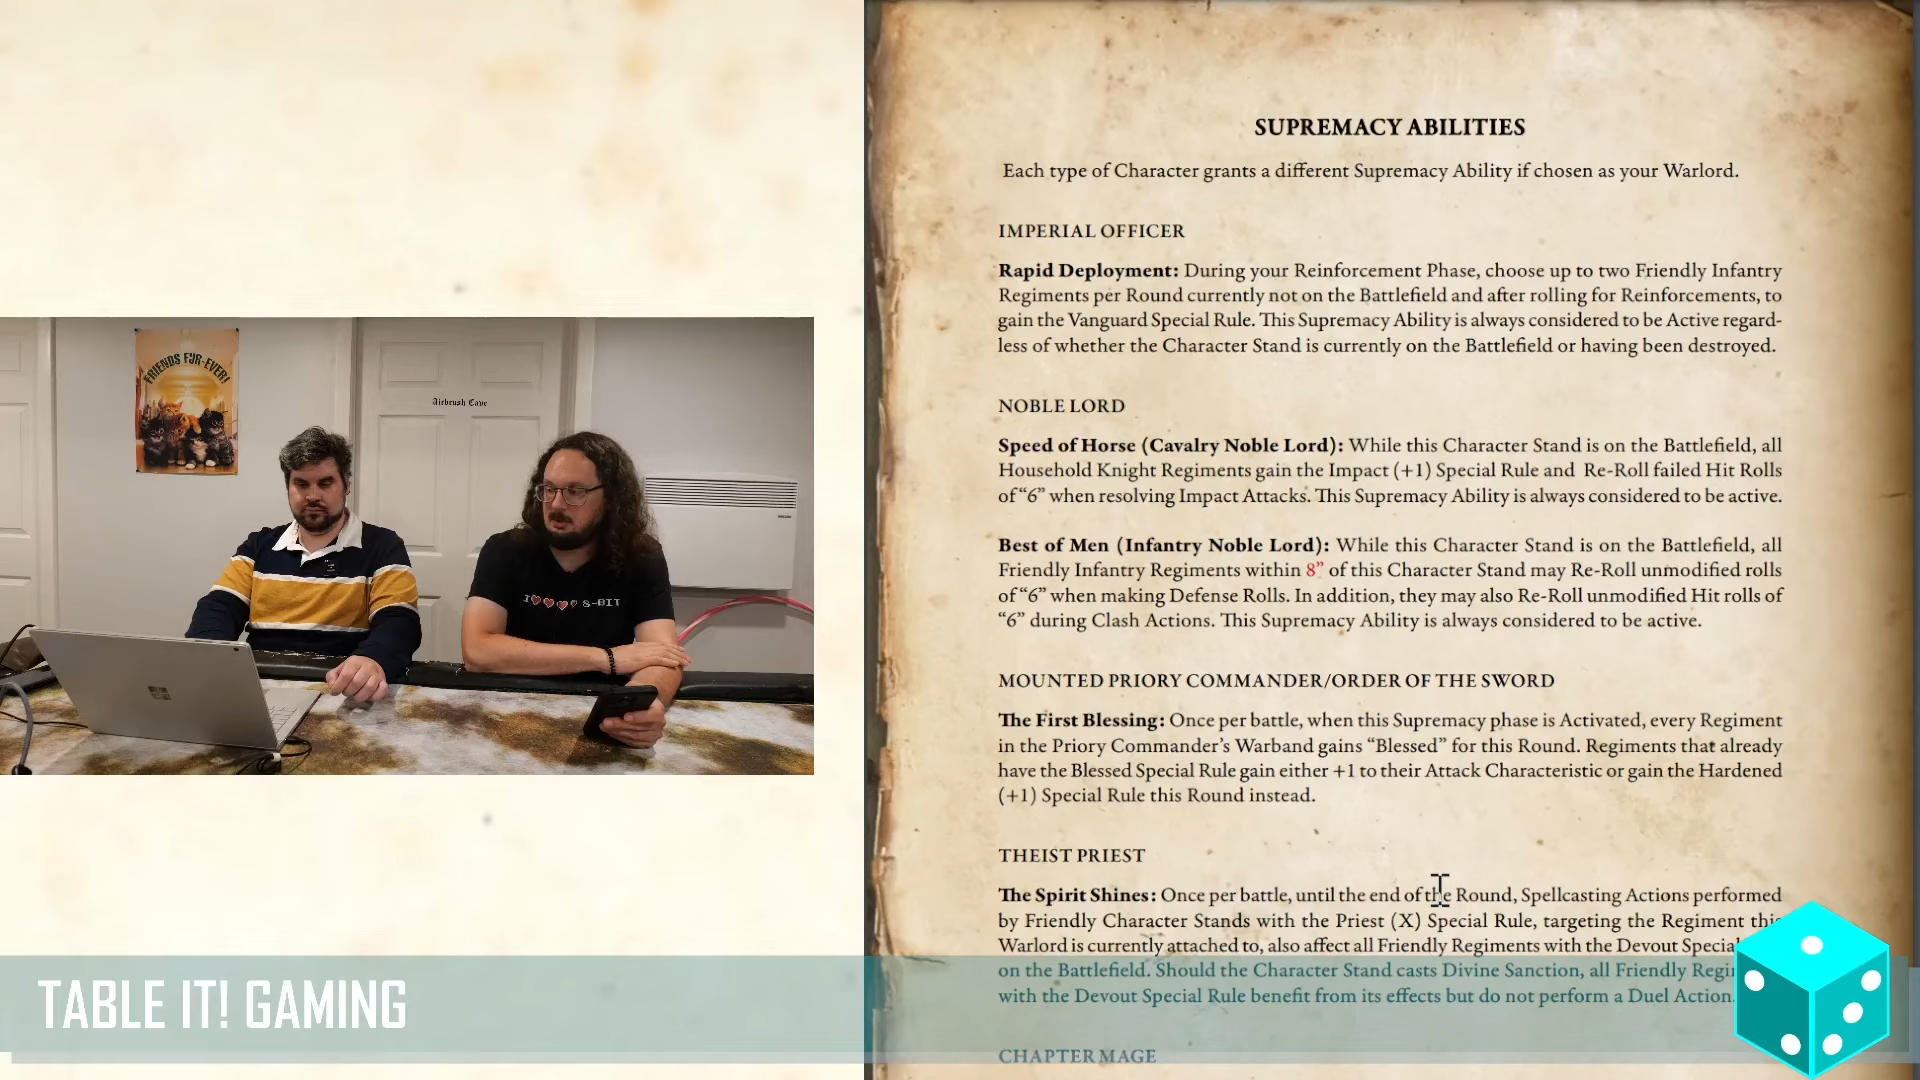 FRIENDS FUR-EVER!
Airbrush Cave
I 8-BIT
TABLE IT! GAMING
SUPREMACY ABILITIES
Each type of Character grants a different Supremacy Ability if chosen as your Warlord.
IMPERIAL OFFICER
Rapid Deployment: During your Reinforcement Phase, choose up to two Friendly Infantry
Regiments per Round currently not on the Battlefield and after rolling for Reinforcements, to
gain the Vanguard Special Rule. This Supremacy Ability is always considered to be Active regard-
less of whether the Character Stand is currently on the Battlefield or having been destroyed.
NOBLE LORD
Speed of Horse (Cavalry Noble Lord): While this Character Stand is on the Battlefield, all
Household Knight Regiments gain the Impact (+1) Special Rule and Re-Roll failed Hit Rolls
of “6” when resolving Impact Attacks. This Supremacy Ability is always considered to be active.
Best of Men (Infantry Noble Lord): While this Character Stand is on the Battlefield, all
Friendly Infantry Regiments within 8” of this Character Stand may Re-Roll unmodified rolls
of “6” when making Defense Rolls. In addition, they may also Re-Roll unmodified Hit rolls of
“6” during Clash Actions. This Supremacy Ability is always considered to be active.
MOUNTED PRIORY COMMANDER/ORDER OF THE SWORD
The First Blessing: Once per battle, when this Supremacy phase is Activated, every Regiment
in the Priory Commander’s Warband gains “Blessed” for this Round. Regiments that already
have the Blessed Special Rule gain either +1 to their Attack Characteristic or gain the Hardened
(+1) Special Rule this Round instead.
THEIST PRIEST
The Spirit Shines: Once per battle, until the end of the Round, Spellcasting Actions performed
by Friendly Character Stands with the Priest (X) Special Rule, targeting the Regiment this
Warlord is currently attached to, also affect all Friendly Regiments with the Devout Special
on the Battlefield. Should the Character Stand casts Divine Sanction, all Friendly Regi
with the Devout Special Rule benefit from its effects but do not perform a Duel Action.
CHAPTER MAGE